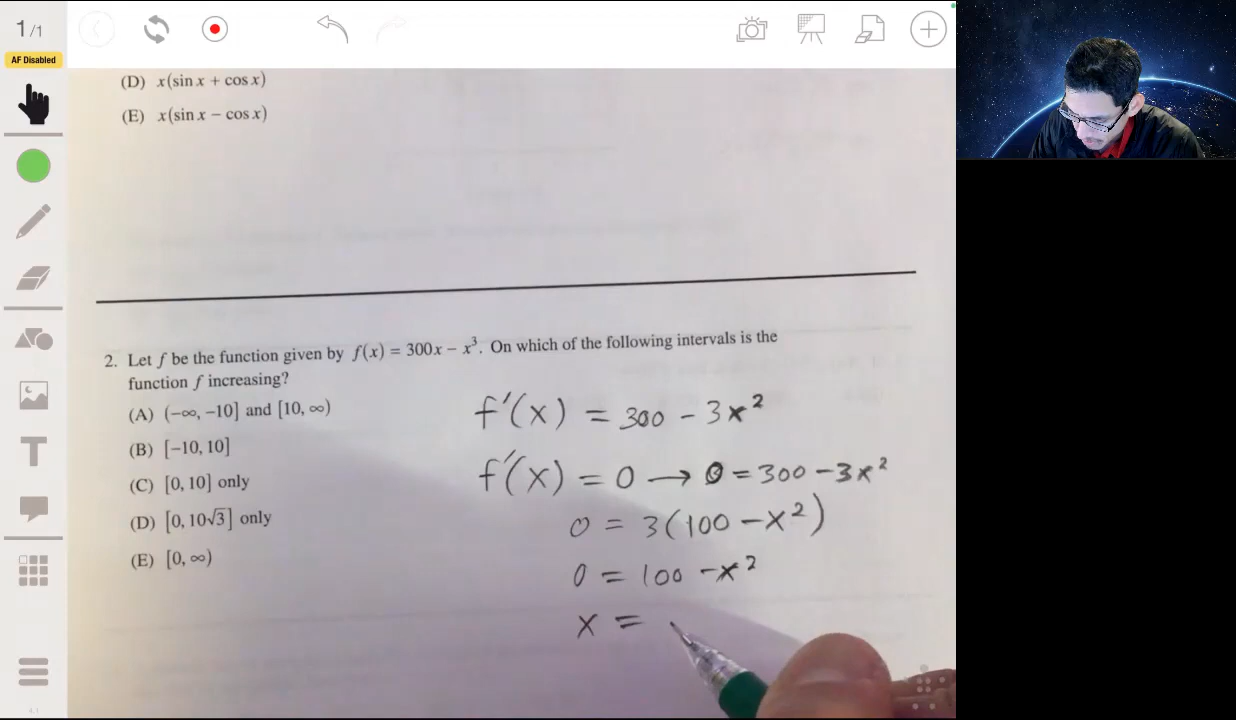 1/1
AF Disabled
(D) x(sin x + cos x)
(E) x(sin x − cos x)
2. Let f be the function given by f(x) = 300x − x³. On which of the following intervals is the
function f increasing?
(A) (−∞, −10] and [10, ∞)
(B) [−10, 10]
(C) [0, 10] only
(D) [0, 10√3] only
(E) [0, ∞)
f'(x) = 300 − 3x²
f'(x) = 0 → 0 = 300 − 3x²
0 = 3(100 − x²)
0 = 100 − x²
x =
T
4.1